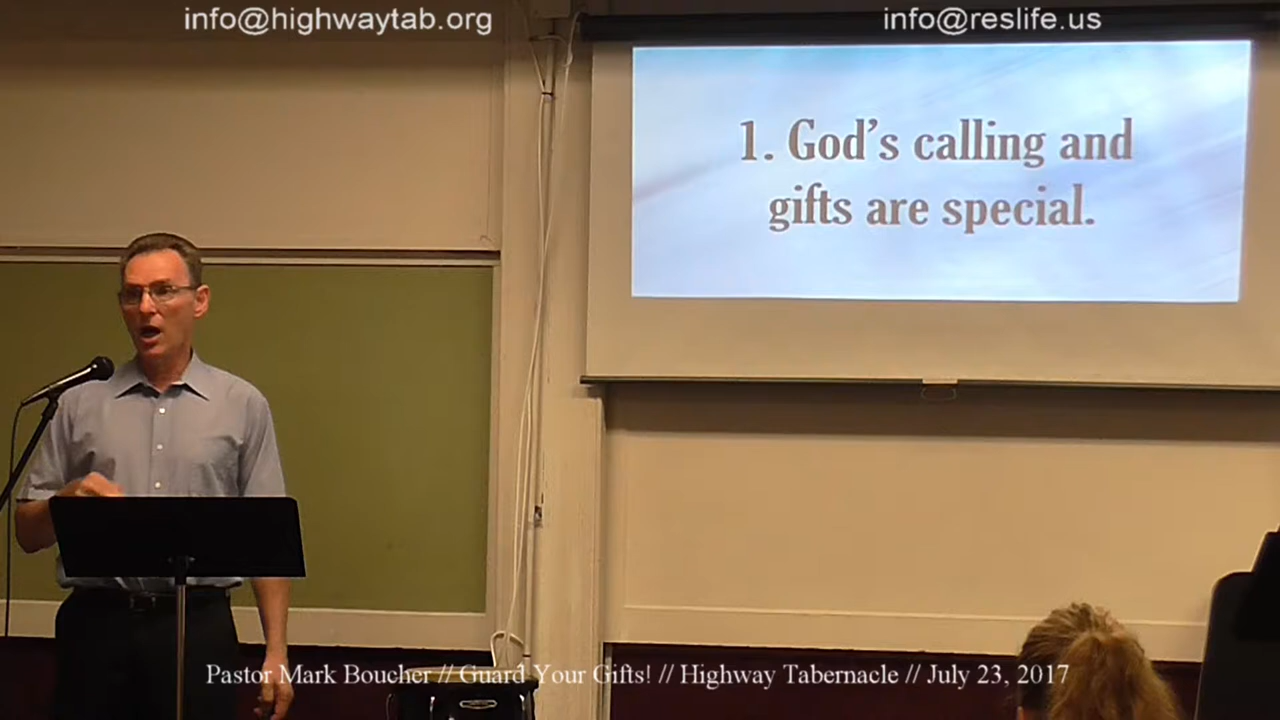 info@highwaytab.org
info@reslife.us
1. God's calling and
gifts are special.
Pastor Mark Boucher // Guard Your Gifts! // Highway Tabernacle // July 23, 2017